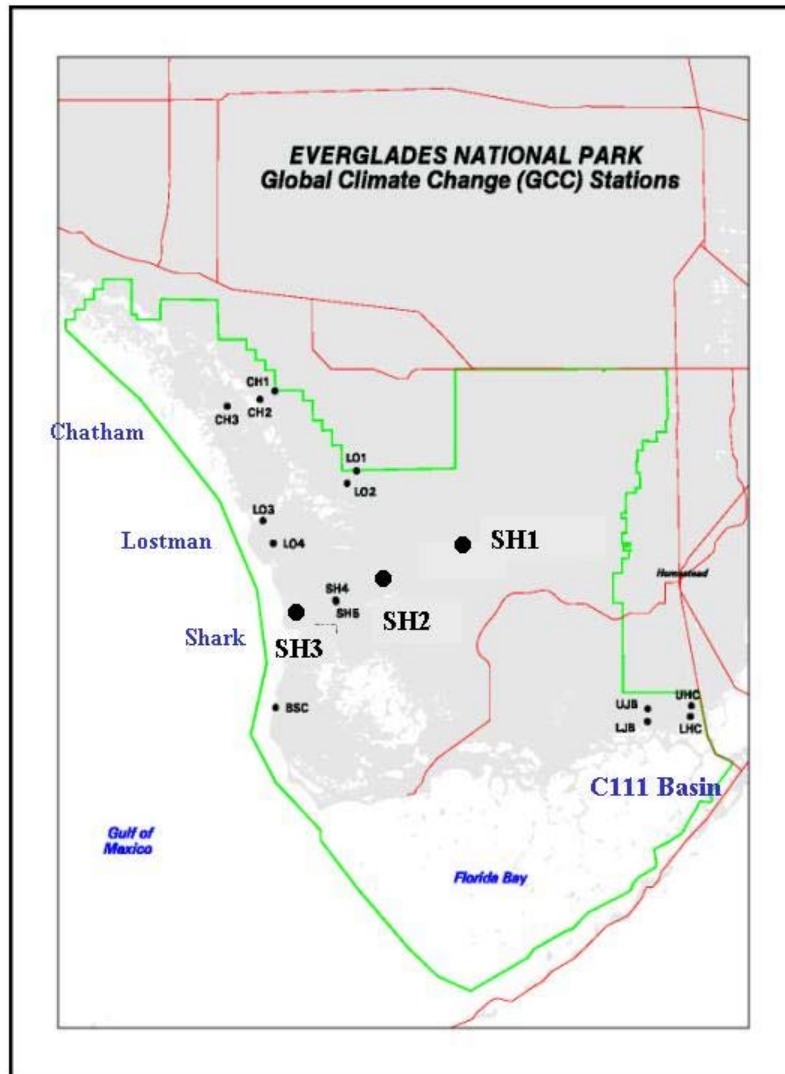 EVERGLADES NATIONAL PARK
Global Climate Change (GCC) Stations
CH1
CH2
CH3
Chatham
LO1
LO2
LO3
Lostman
LO4
SH1
Homestead
SH4
SH2
SH5
Shark
SH3
UHC
BSC
UJB
LJB
LHC
C111 Basin
Gulf of
Mexico
Florida Bay